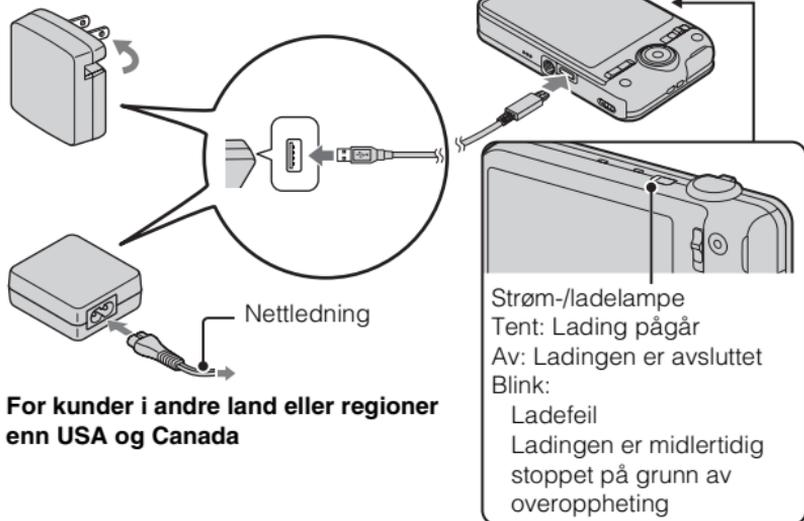 Nettledning
For kunder i andre land eller regioner
enn USA og Canada
Strøm-/ladelampe
Tent: Lading pågår
Av: Ladingen er avsluttet
Blink:
Ladefeil
Ladingen er midlertidig
stoppet på grunn av
overoppheting